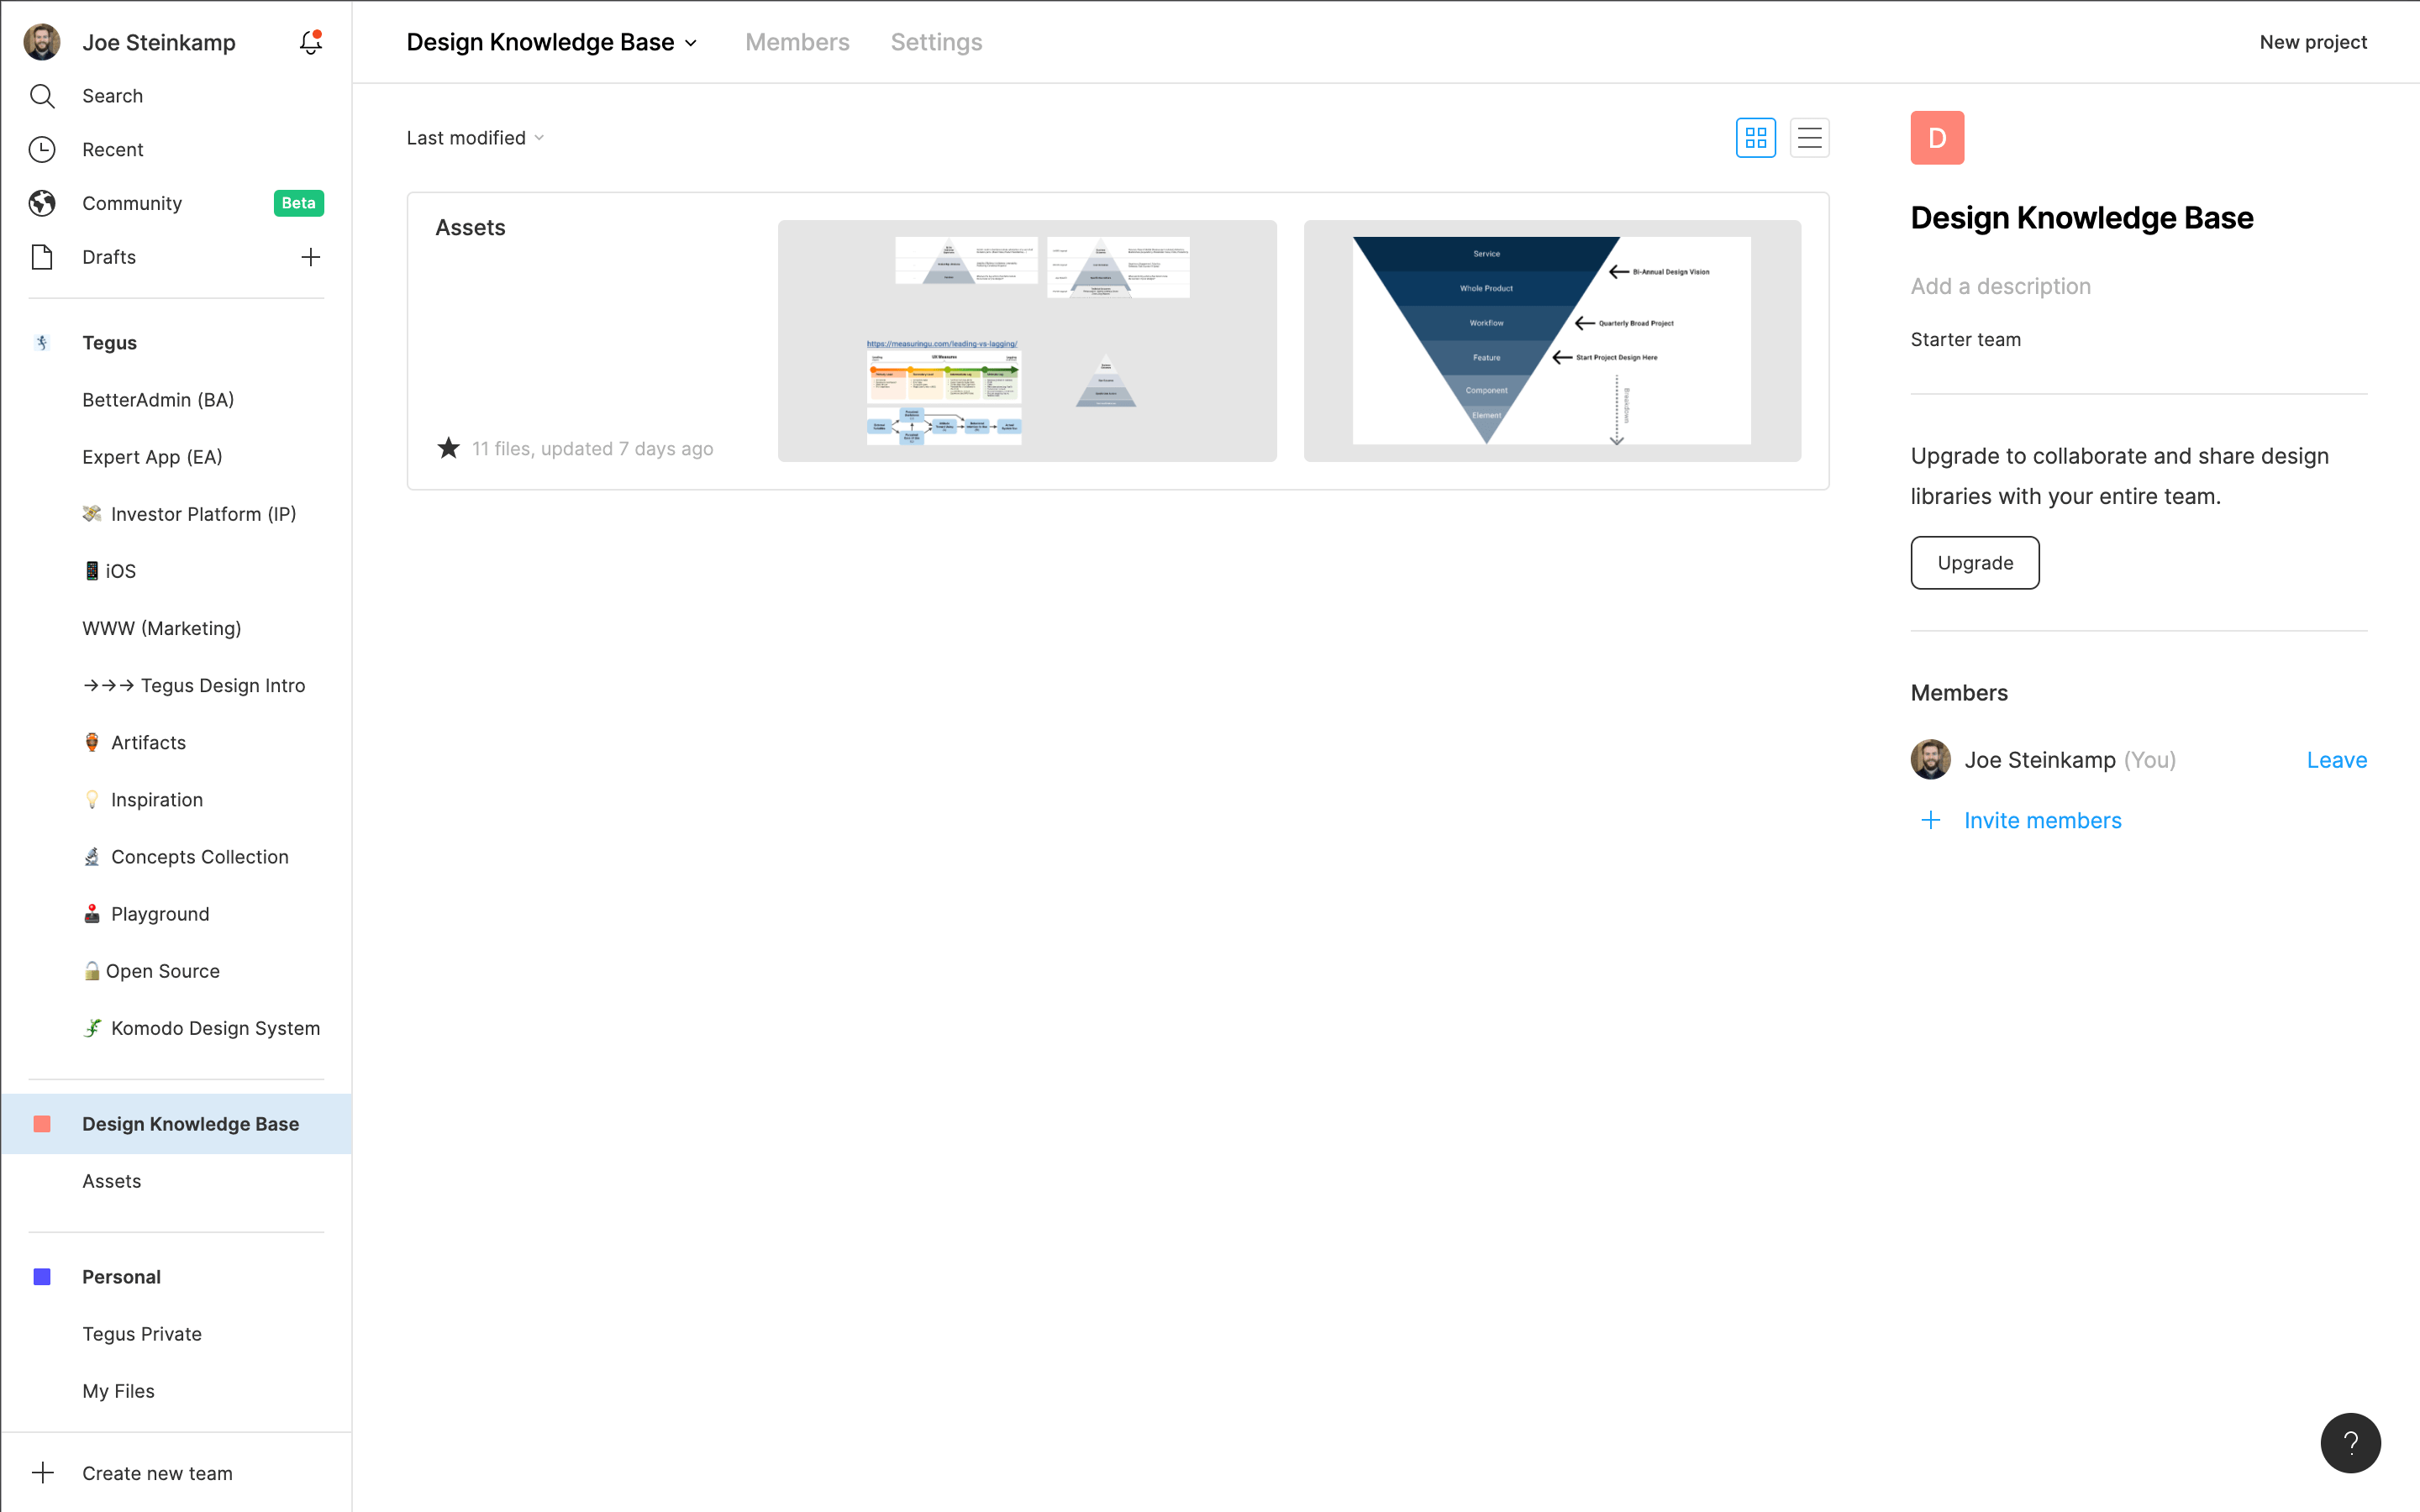 Joe Steinkamp
Search
Recent
Community Beta
Drafts
Tegus
BetterAdmin (BA)
Expert App (EA)
💸 Investor Platform (IP)
📱 iOS
WWW (Marketing)
→→→ Tegus Design Intro
🏺 Artifacts
💡 Inspiration
🔬 Concepts Collection
🕹 Playground
🔓 Open Source
🦎 Komodo Design System
Design Knowledge Base
Assets
Personal
Tegus Private
My Files
Create new team
Design Knowledge Base Members Settings New project
Last modified
Assets
11 files, updated 7 days ago
https://measuringu.com/leading-vs-lagging/
UX Measures
Service
Whole Product
Workflow
Feature
Component
Element
Bi-Annual Design Vision
Quarterly Broad Project
Start Project Design Here
Breakdown
D
Design Knowledge Base
Add a description
Starter team
Upgrade to collaborate and share design
libraries with your entire team.
Upgrade
Members
Joe Steinkamp (You) Leave
Invite members
?